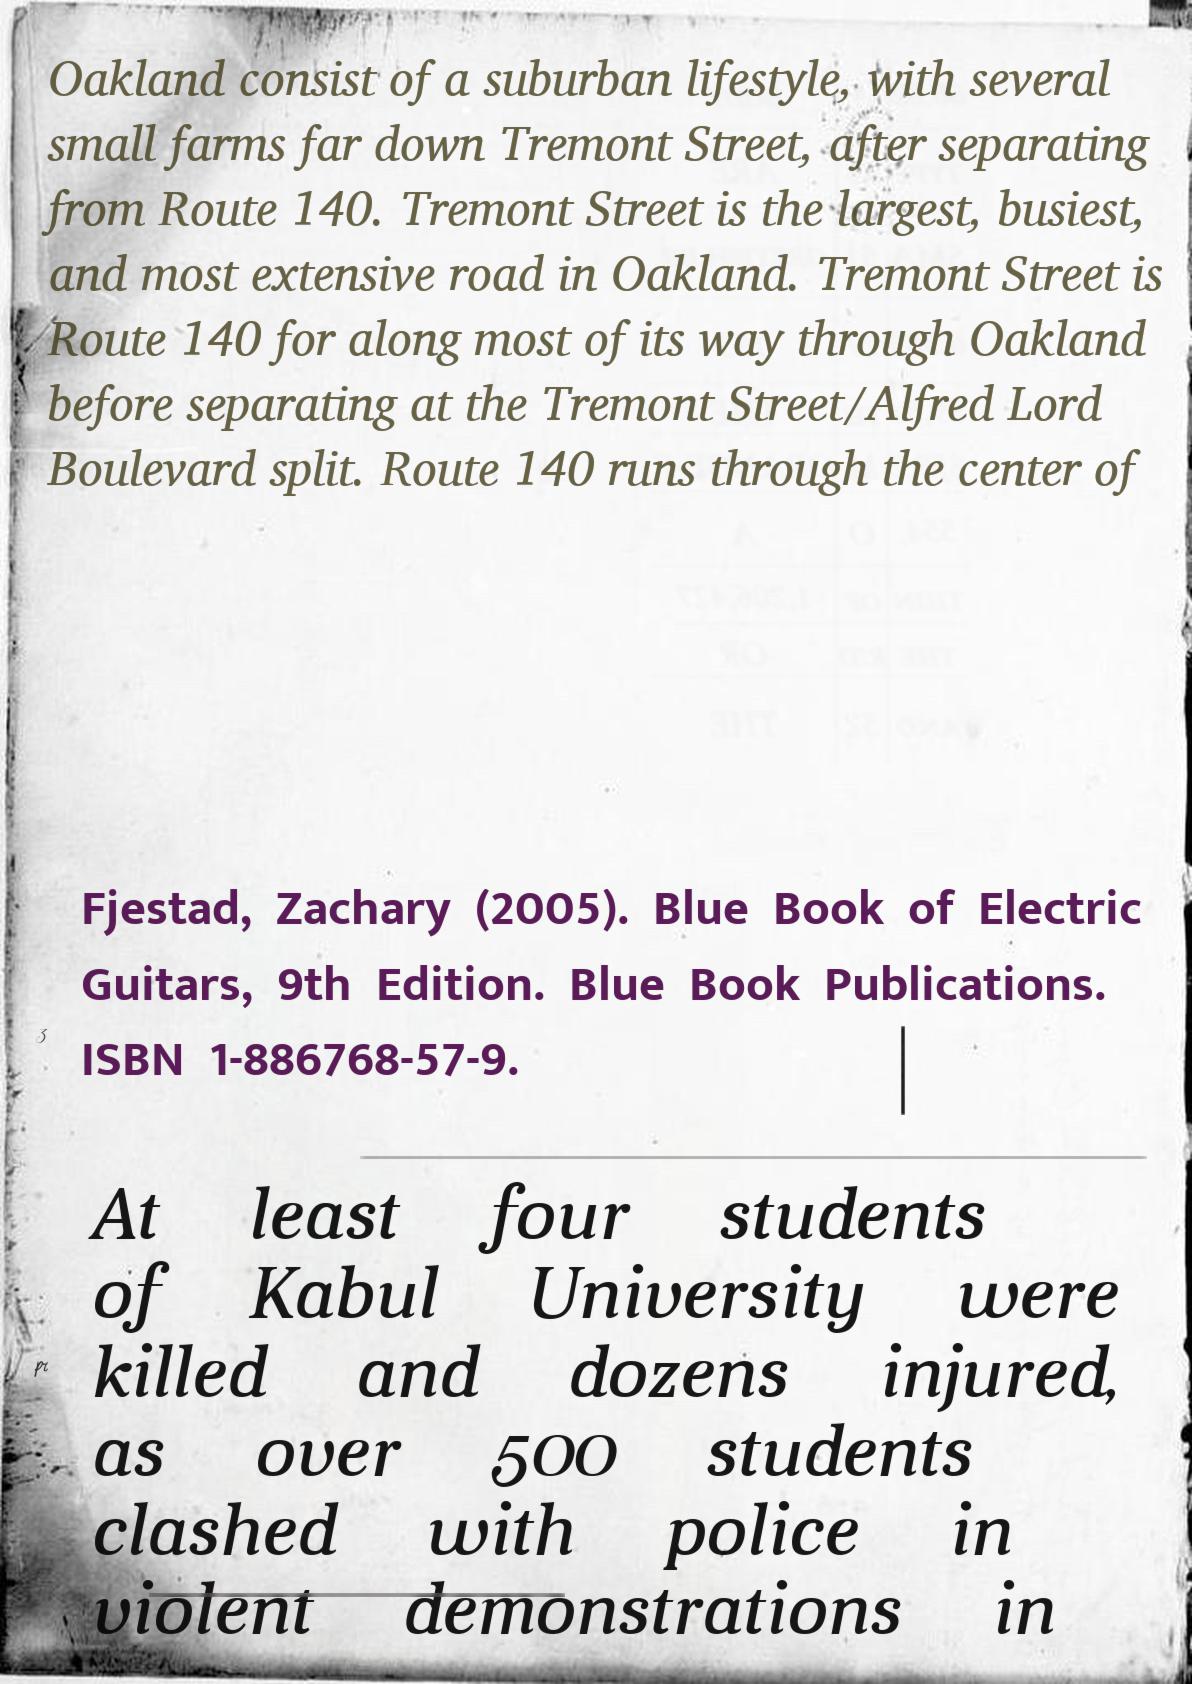 Oakland consist of a suburban lifestyle, with several
small farms far down Tremont Street, after separating
from Route 140. Tremont Street is the largest, busiest,
and most extensive road in Oakland. Tremont Street is
Route 140 for along most of its way through Oakland
before separating at the Tremont Street/Alfred Lord
Boulevard split. Route 140 runs through the center of
Fjestad, Zachary (2005). Blue Book of Electric
Guitars, 9th Edition. Blue Book Publications.
ISBN 1-886768-57-9.
At least four students
of Kabul University were
killed and dozens injured,
as over 500 students
clashed with police in
violent demonstrations in